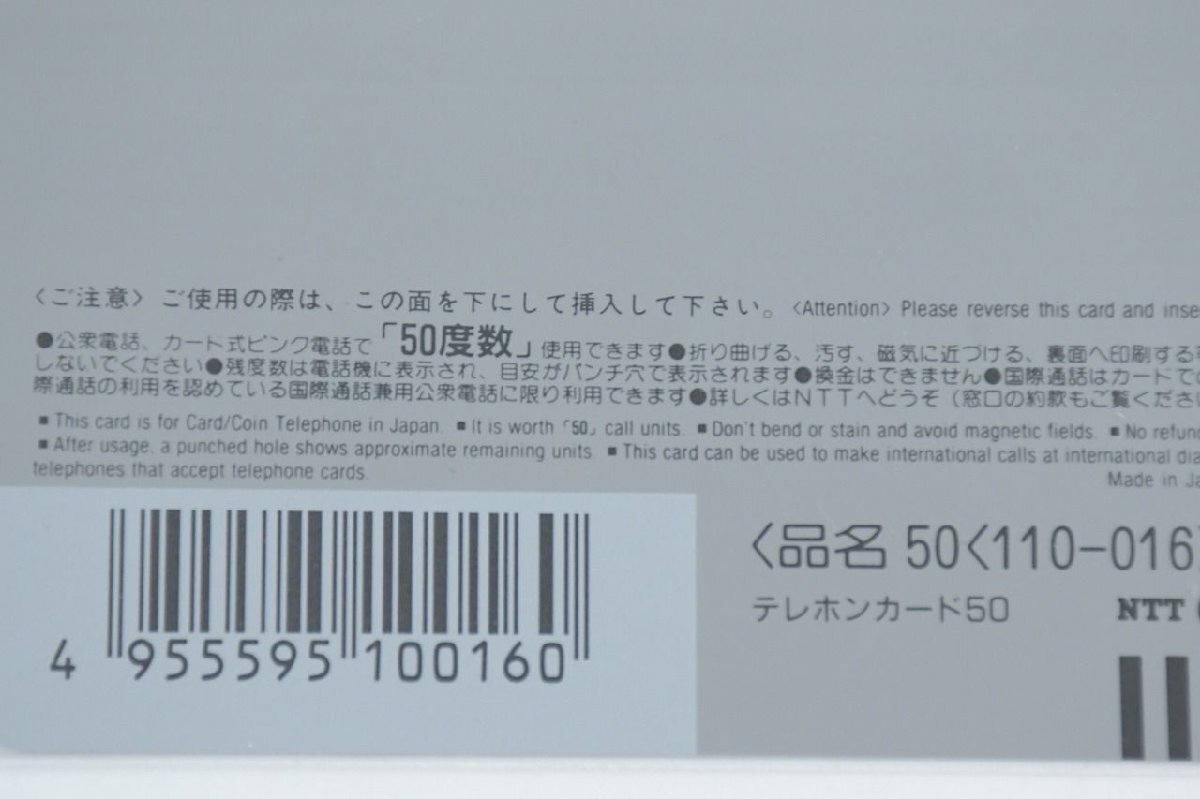 〈ご注意〉ご使用の際は、この面を下にして挿入して下さい。〈Attention〉Please reverse this card and inse
●公衆電話、カード式ピンク電話で「50度数」使用できます●折り曲げる、汚す、磁気に近づける、裏面へ印刷する
しないでください●残度数は電話機に表示され、目安がパンチ穴で表示されます●換金はできません●国際通話はカードで
際通話の利用を認めている国際通話兼用公衆電話に限り利用できます●詳しくはNTTへどうぞ（窓口の約款もご覧くださ
■This card is for Card/Coin Telephone in Japan. ■It is worth「50」call units. ■Don't bend or stain and avoid magnetic fields. ■No refun
■After usage, a punched hole shows approximate remaining units. ■This card can be used to make international calls at international dia
telephones that accept telephone cards.
Made in Ja
〈品名 50〈110-016〉
テレホンカード50
NTT
4 955595 100160